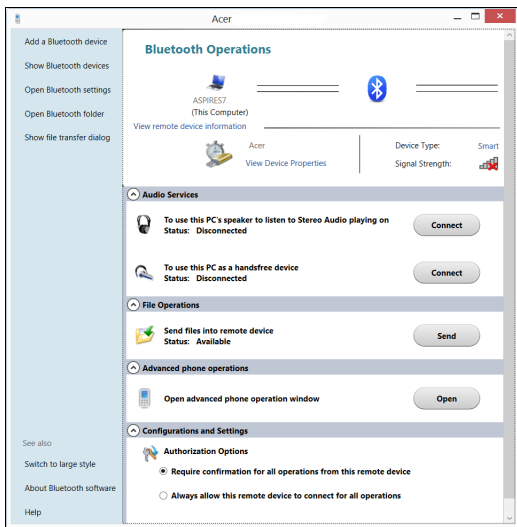 Acer
Add a Bluetooth device
Show Bluetooth devices
Open Bluetooth settings
Open Bluetooth folder
Show file transfer dialog
Bluetooth Operations
ASPIRES7
(This Computer)
View remote device information
Acer
View Device Properties
Device Type: Smart
Signal Strength:
Audio Services
To use this PC's speaker to listen to Stereo Audio playing on
Status: Disconnected
Connect
To use this PC as a handsfree device
Status: Disconnected
Connect
File Operations
Send files into remote device
Status: Available
Send
Advanced phone operations
Open advanced phone operation window
Open
Configurations and Settings
Authorization Options
Require confirmation for all operations from this remote device
Always allow this remote device to connect for all operations
See also
Switch to large style
About Bluetooth software
Help